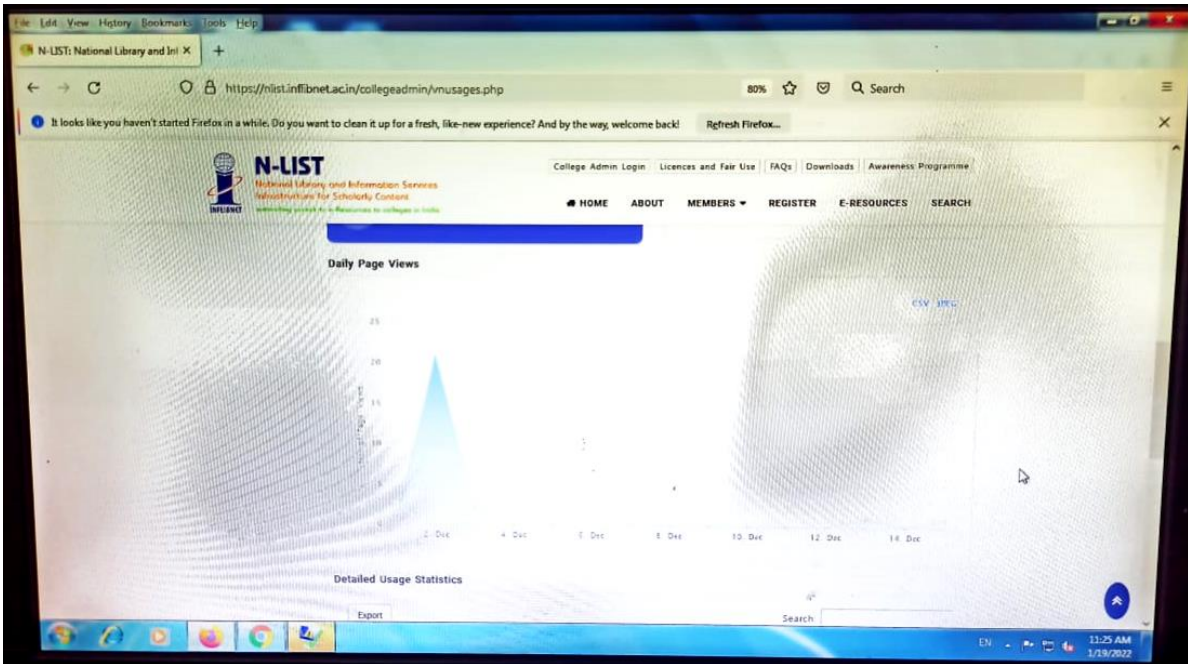 File Edit View History Bookmarks Tools Help
N-LIST: National Library and Inf
https://nlist.inflibnet.ac.in/collegeadmin/vnusages.php
80%
Search
It looks like you haven't started Firefox in a while. Do you want to clean it up for a fresh, like-new experience? And by the way, welcome back!
Refresh Firefox...
N-LIST
National Library and Information Services
Infrastructure for Scholarly Content
INFLIBNET
College Admin Login Licences and Fair Use FAQs Downloads Awareness Programme
HOME ABOUT MEMBERS REGISTER E-RESOURCES SEARCH
Daily Page Views
CSV JPEG
25
20
15
10
5
0
2. Dec 4. Dec 6. Dec 8. Dec 10. Dec 12. Dec 14. Dec
Detailed Usage Statistics
Export
Search
EN
11:25 AM
1/19/2022